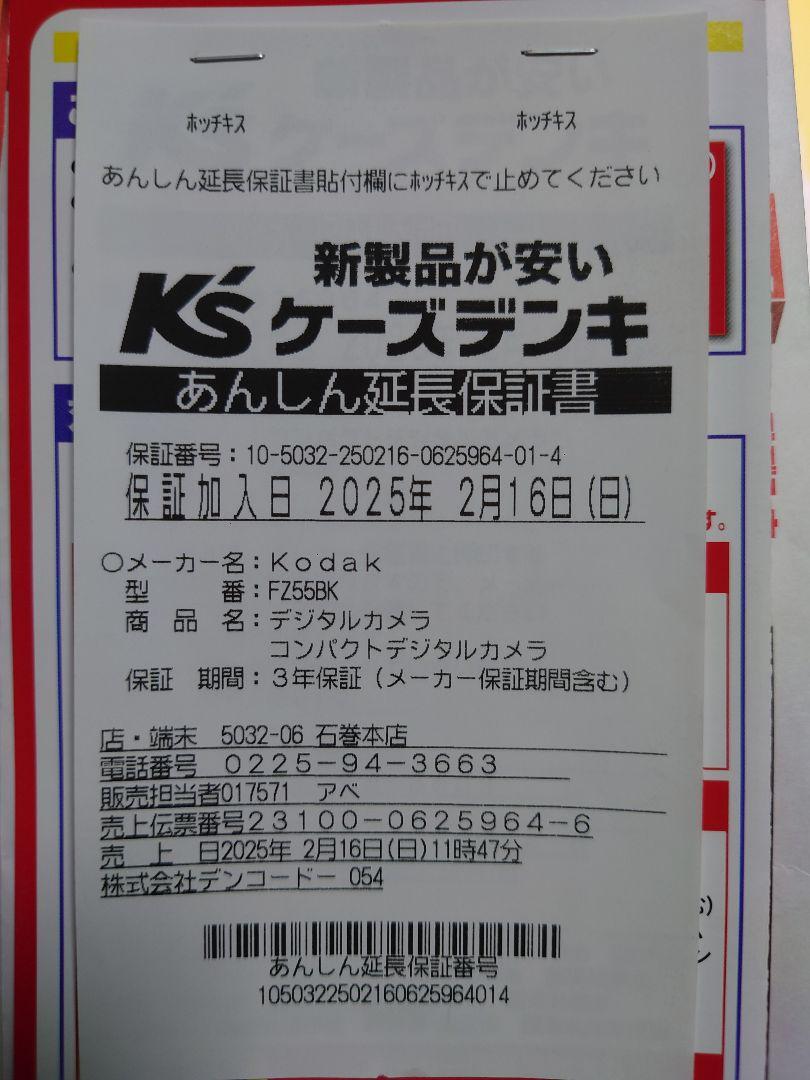 ﾎｯﾁｷｽ ﾎｯﾁｷｽ
あんしん延長保証書貼付欄にﾎｯﾁｷｽで止めてください
新製品が安い
K's ケーズデンキ
あんしん延長保証書
保証番号：10-5032-250216-0625964-01-4
保証加入日 2025年 2月16日(日)
○メーカー名：Ｋｏｄａｋ
型 番：FZ55BK
商 品 名：デジタルカメラ
コンパクトデジタルカメラ
保証 期間：３年保証（メーカー保証期間含む）
店・端末 5032-06 石巻本店
電話番号 ０２２５－９４－３６６３
販売担当者017571 アベ
売上伝票番号２３１００－０６２５９６４－６
売 上 日2025年 2月16日(日)11時47分
株式会社デンコードー 054
あんしん延長保証番号
1050322502160625964014
す。